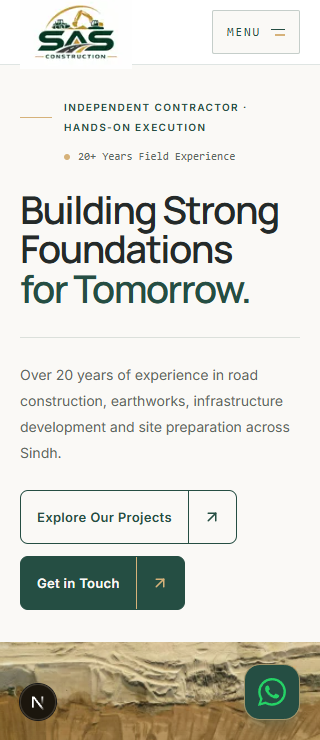 SAS
CONSTRUCTION
MENU
INDEPENDENT CONTRACTOR ·
HANDS-ON EXECUTION
20+ Years Field Experience
Building Strong
Foundations
for Tomorrow.
Over 20 years of experience in road
construction, earthworks, infrastructure
development and site preparation across
Sindh.
Explore Our Projects
Get in Touch
N